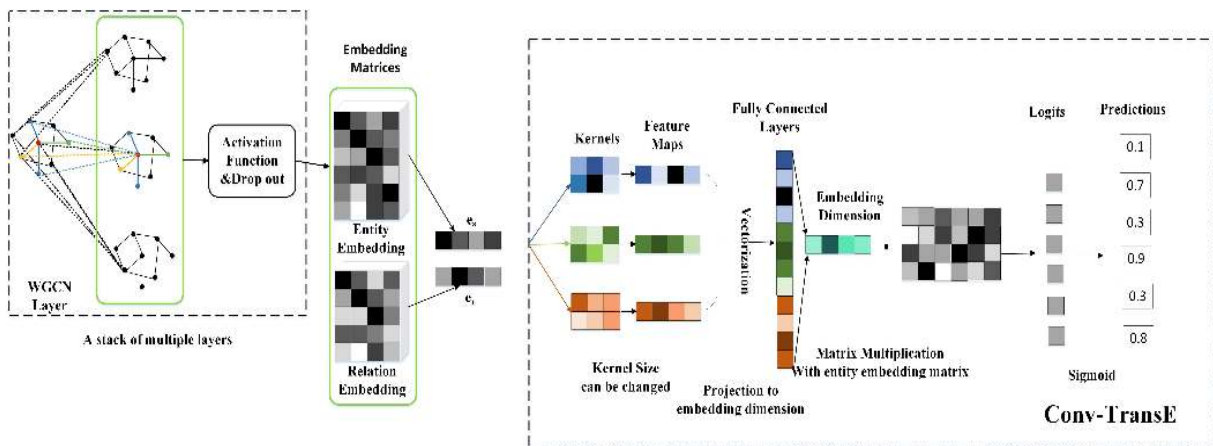 WGCN
Layer
A stack of multiple layers
Activation
Function
&Drop out
Embedding
Matrices
Entity
Embedding
Relation
Embedding
e_s
e_r
Kernels
Feature
Maps
Kernel Size
can be changed
Vectorization
Fully Connected
Layers
Projection to
embedding dimension
Embedding
Dimension
Matrix Multiplication
With entity embedding matrix
Logits
Predictions
0.1
0.7
0.3
0.9
0.3
0.8
Sigmoid
Conv-TransE